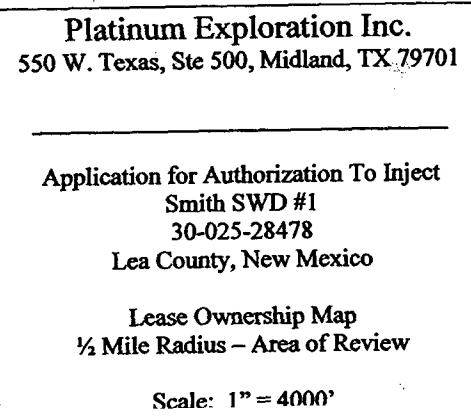 Platinum Exploration Inc.
550 W. Texas, Ste 500, Midland, TX 79701
Application for Authorization To Inject
Smith SWD #1
30-025-28478
Lea County, New Mexico
Lease Ownership Map
½ Mile Radius – Area of Review
Scale: 1" = 4000'